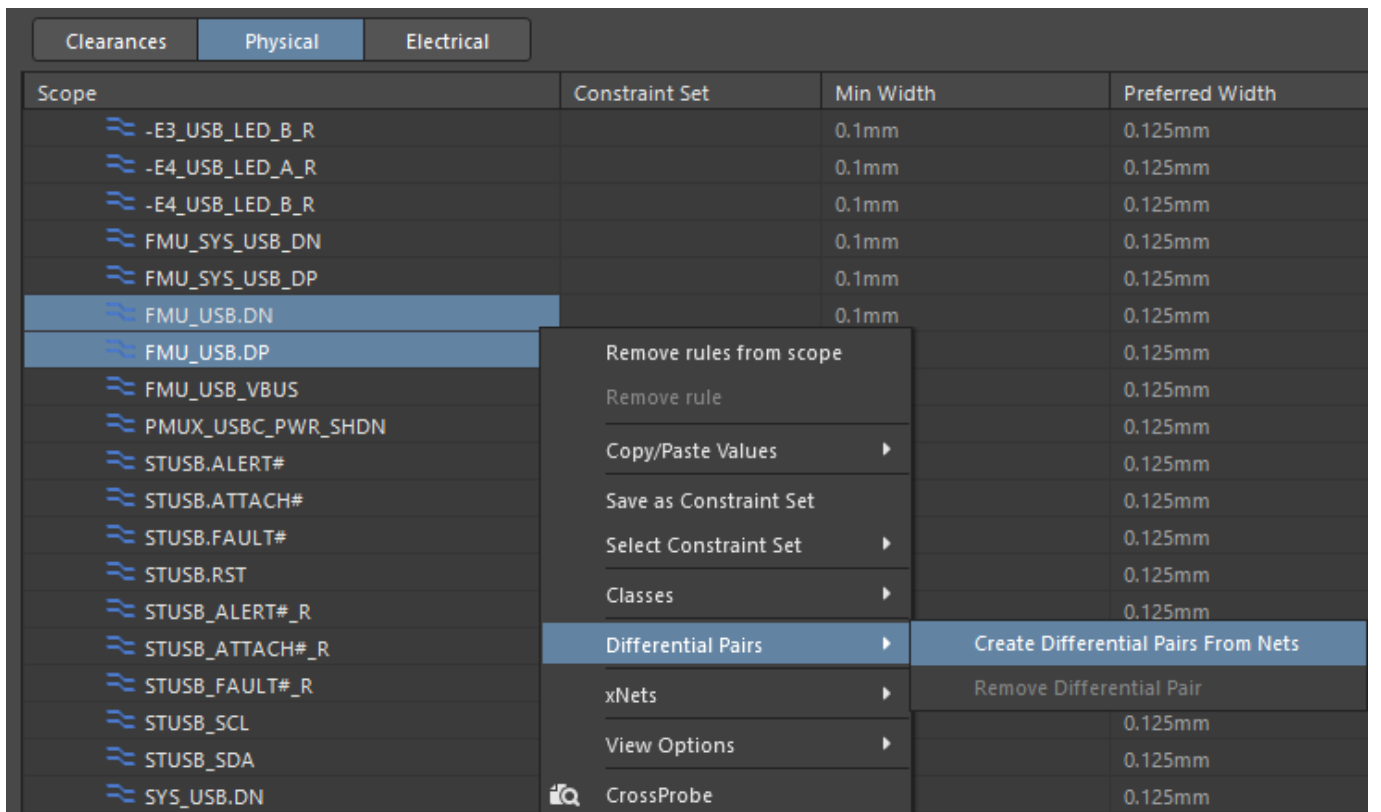 Clearances Physical Electrical
Scope Constraint Set Min Width Preferred Width
-E3_USB_LED_B_R 0.1mm 0.125mm
-E4_USB_LED_A_R 0.1mm 0.125mm
-E4_USB_LED_B_R 0.1mm 0.125mm
FMU_SYS_USB_DN 0.1mm 0.125mm
FMU_SYS_USB_DP 0.1mm 0.125mm
FMU_USB.DN 0.1mm 0.125mm
FMU_USB.DP Remove rules from scope 0.125mm
FMU_USB_VBUS Remove rule 0.125mm
PMUX_USBC_PWR_SHDN 0.125mm
STUSB.ALERT# Copy/Paste Values 0.125mm
STUSB.ATTACH# Save as Constraint Set 0.125mm
STUSB.FAULT# Select Constraint Set 0.125mm
STUSB.RST Classes 0.125mm
STUSB_ALERT#_R 0.125mm
STUSB_ATTACH#_R Differential Pairs Create Differential Pairs From Nets
STUSB_FAULT#_R xNets Remove Differential Pair
STUSB_SCL 0.125mm
STUSB_SDA View Options 0.125mm
SYS_USB.DN CrossProbe 0.125mm